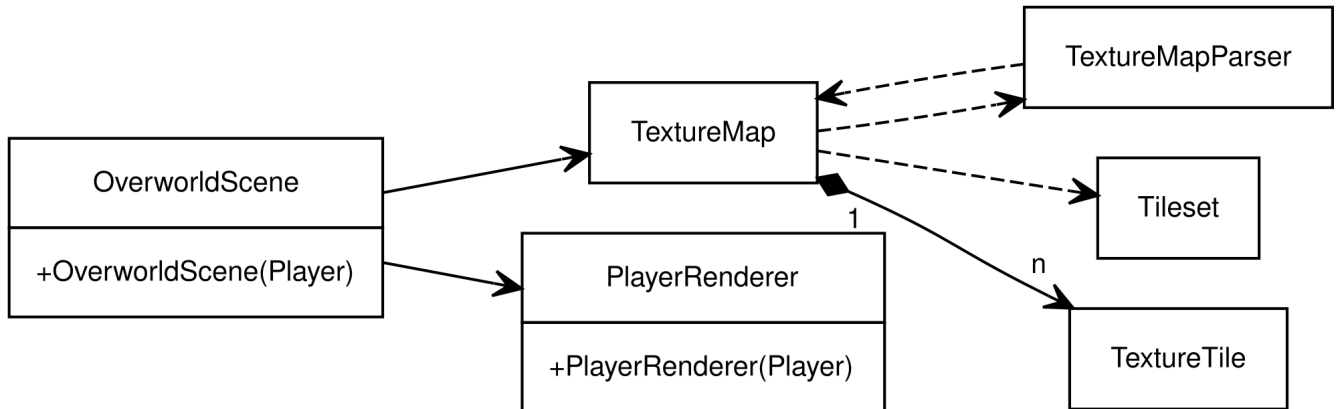 TextureMapParser
TextureMap
OverworldScene
+OverworldScene(Player)
Tileset
1
n
PlayerRenderer
+PlayerRenderer(Player)
TextureTile